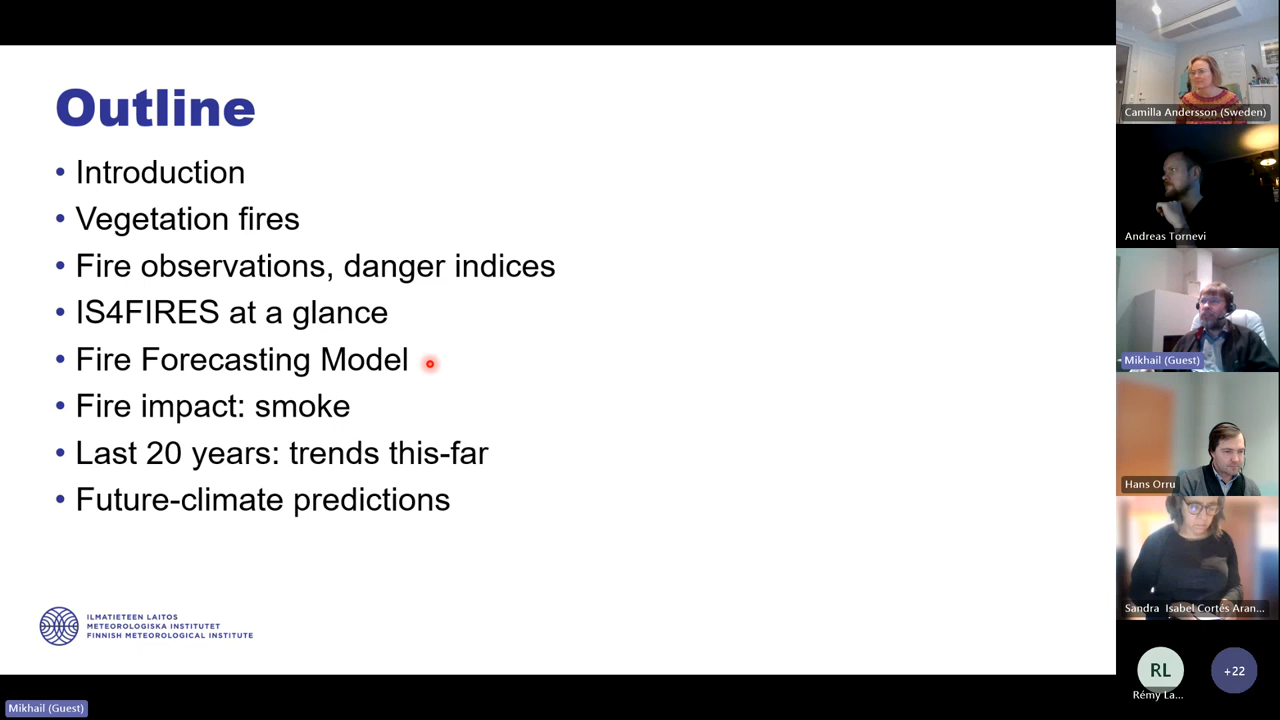 Outline
• Introduction
• Vegetation fires
• Fire observations, danger indices
• IS4FIRES at a glance
• Fire Forecasting Model
• Fire impact: smoke
• Last 20 years: trends this-far
• Future-climate predictions
ILMATIETEEN LAITOS
METEOROLOGISKA INSTITUTET
FINNISH METEOROLOGICAL INSTITUTE
Mikhail (Guest)
Camilla Andersson (Sweden)
Andreas Tornevi
Mikhail (Guest)
Hans Orru
Sandra Isabel Cortés Aran...
RL
Rémy La...
+22